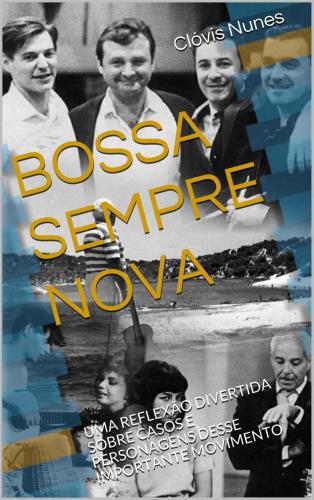 Clóvis Nunes
BOSSA
SEMPRE
NOVA
UMA REFLEXÃO DIVERTIDA
SOBRE CASOS E
PERSONAGENS DESSE
IMPORTANTE MOVIMENTO